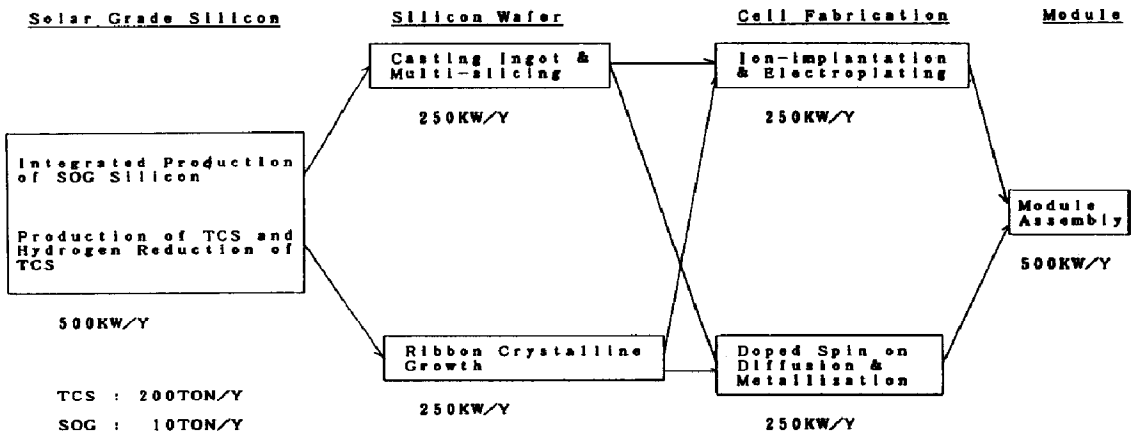 Solar Grade Silicon
Silicon Wafer
Cell Fabrication
Module
Casting Ingot &
Multi-slicing
250KW/Y
Ion-implantation
& Electroplating
250KW/Y
Integrated Production
of SOG Silicon
Production of TCS and
Hydrogen Reduction of
TCS
500KW/Y
TCS : 200TON/Y
SOG : 10TON/Y
Ribbon Crystalline
Growth
250KW/Y
Doped Spin on
Diffusion &
Metallisation
250KW/Y
Module
Assembly
500KW/Y